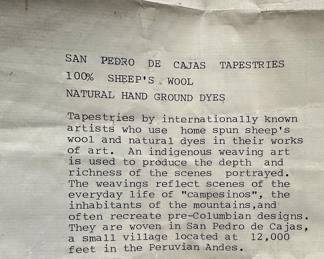 SAN PEDRO DE CAJAS TAPESTRIES
100% SHEEP'S WOOL
NATURAL HAND GROUND DYES
Tapestries by internationally known
artists who use home spun sheep's
wool and natural dyes in their works
of art. An indigenous weaving art
is used to produce the depth and
richness of the scenes portrayed.
The weavings reflect scenes of the
everyday life of "campesinos", the
inhabitants of the mountains,and
often recreate pre-Columbian designs.
They are woven in San Pedro de Cajas,
a small village located at 12,000
feet in the Peruvian Andes.